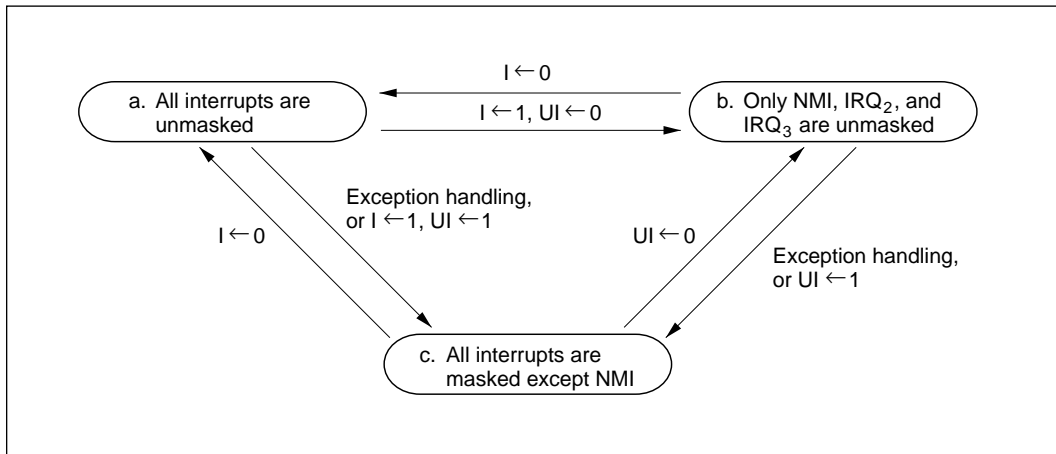 I ← 0
a. All interrupts are
unmasked
I ← 1, UI ← 0
b. Only NMI, IRQ2, and
IRQ3 are unmasked
Exception handling,
or I ← 1, UI ← 1
I ← 0
UI ← 0
Exception handling,
or UI ← 1
c. All interrupts are
masked except NMI